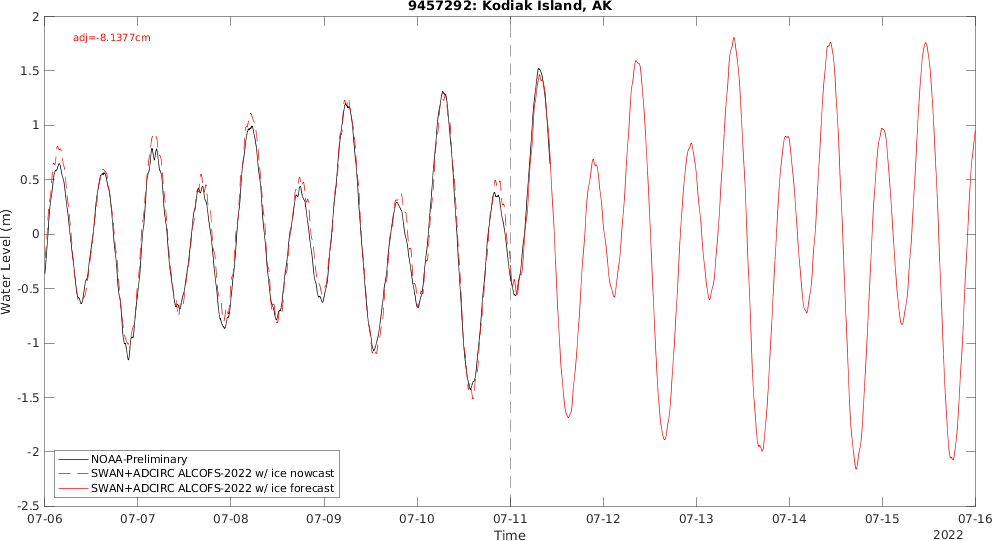 9457292: Kodiak Island, AK
adj=-8.1377cm
2
1.5
1
0.5
0
-0.5
-1
-1.5
-2
-2.5
Water Level (m)
NOAA-Preliminary
SWAN+ADCIRC ALCOFS-2022 w/ ice nowcast
SWAN+ADCIRC ALCOFS-2022 w/ ice forecast
07-06 07-07 07-08 07-09 07-10 07-11 07-12 07-13 07-14 07-15 07-16
Time
2022